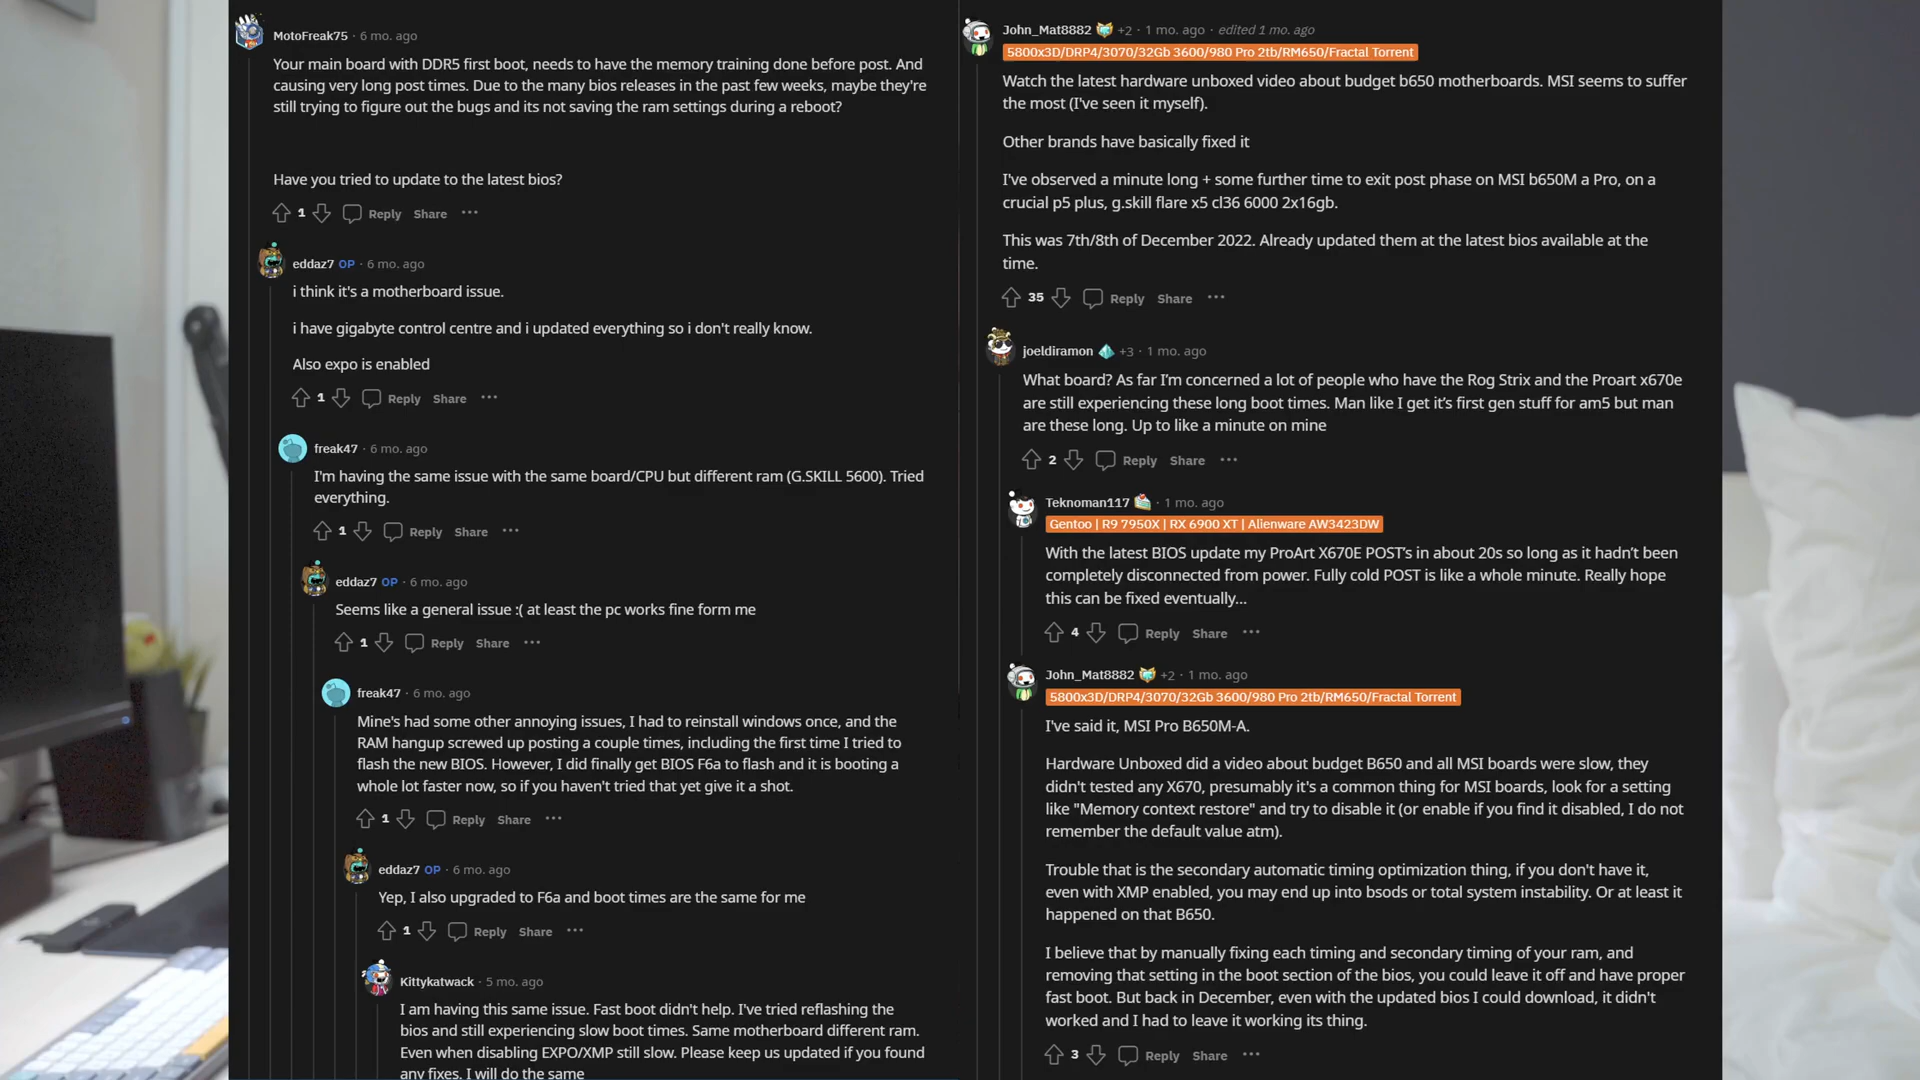 MotoFreak75 · 6 mo. ago
Your main board with DDR5 first boot, needs to have the memory training done before post. And
causing very long post times. Due to the many bios releases in the past few weeks, maybe they're
still trying to figure out the bugs and its not saving the ram settings during a reboot?
Have you tried to update to the latest bios?
1 Reply Share ···
eddaz7 OP · 6 mo. ago
i think it's a motherboard issue.
i have gigabyte control centre and i updated everything so i don't really know.
Also expo is enabled
1 Reply Share ···
freak47 · 6 mo. ago
I'm having the same issue with the same board/CPU but different ram (G.SKILL 5600). Tried
everything.
1 Reply Share ···
eddaz7 OP · 6 mo. ago
Seems like a general issue :( at least the pc works fine form me
1 Reply Share ···
freak47 · 6 mo. ago
Mine's had some other annoying issues, I had to reinstall windows once, and the
RAM hangup screwed up posting a couple times, including the first time I tried to
flash the new BIOS. However, I did finally get BIOS F6a to flash and it is booting a
whole lot faster now, so if you haven't tried that yet give it a shot.
1 Reply Share ···
eddaz7 OP · 6 mo. ago
Yep, I also upgraded to F6a and boot times are the same for me
1 Reply Share ···
Kittykatwack · 5 mo. ago
I am having this same issue. Fast boot didn't help. I've tried reflashing the
bios and still experiencing slow boot times. Same motherboard different ram.
Even when disabling EXPO/XMP still slow. Please keep us updated if you found
any fixes. I will do the same
John_Mat8882 +2 · 1 mo. ago · edited 1 mo. ago
5800x3D/DRP4/3070/32Gb 3600/980 Pro 2tb/RM650/Fractal Torrent
Watch the latest hardware unboxed video about budget b650 motherboards. MSI seems to suffer
the most (I've seen it myself).
Other brands have basically fixed it
I've observed a minute long + some further time to exit post phase on MSI b650M a Pro, on a
crucial p5 plus, g.skill flare x5 cl36 6000 2x16gb.
This was 7th/8th of December 2022. Already updated them at the latest bios available at the
time.
35 Reply Share ···
joeldiramon +3 · 1 mo. ago
What board? As far I'm concerned a lot of people who have the Rog Strix and the Proart x670e
are still experiencing these long boot times. Man like I get it's first gen stuff for am5 but man
are these long. Up to like a minute on mine
2 Reply Share ···
Teknoman117 · 1 mo. ago
Gentoo | R9 7950X | RX 6900 XT | Alienware AW3423DW
With the latest BIOS update my ProArt X670E POST's in about 20s so long as it hadn't been
completely disconnected from power. Fully cold POST is like a whole minute. Really hope
this can be fixed eventually...
4 Reply Share ···
John_Mat8882 +2 · 1 mo. ago
5800x3D/DRP4/3070/32Gb 3600/980 Pro 2tb/RM650/Fractal Torrent
I've said it, MSI Pro B650M-A.
Hardware Unboxed did a video about budget B650 and all MSI boards were slow, they
didn't tested any X670, presumably it's a common thing for MSI boards, look for a setting
like "Memory context restore" and try to disable it (or enable if you find it disabled, I do not
remember the default value atm).
Trouble that is the secondary automatic timing optimization thing, if you don't have it,
even with XMP enabled, you may end up into bsods or total system instability. Or at least it
happened on that B650.
I believe that by manually fixing each timing and secondary timing of your ram, and
removing that setting in the boot section of the bios, you could leave it off and have proper
fast boot. But back in December, even with the updated bios I could download, it didn't
worked and I had to leave it working its thing.
3 Reply Share ···